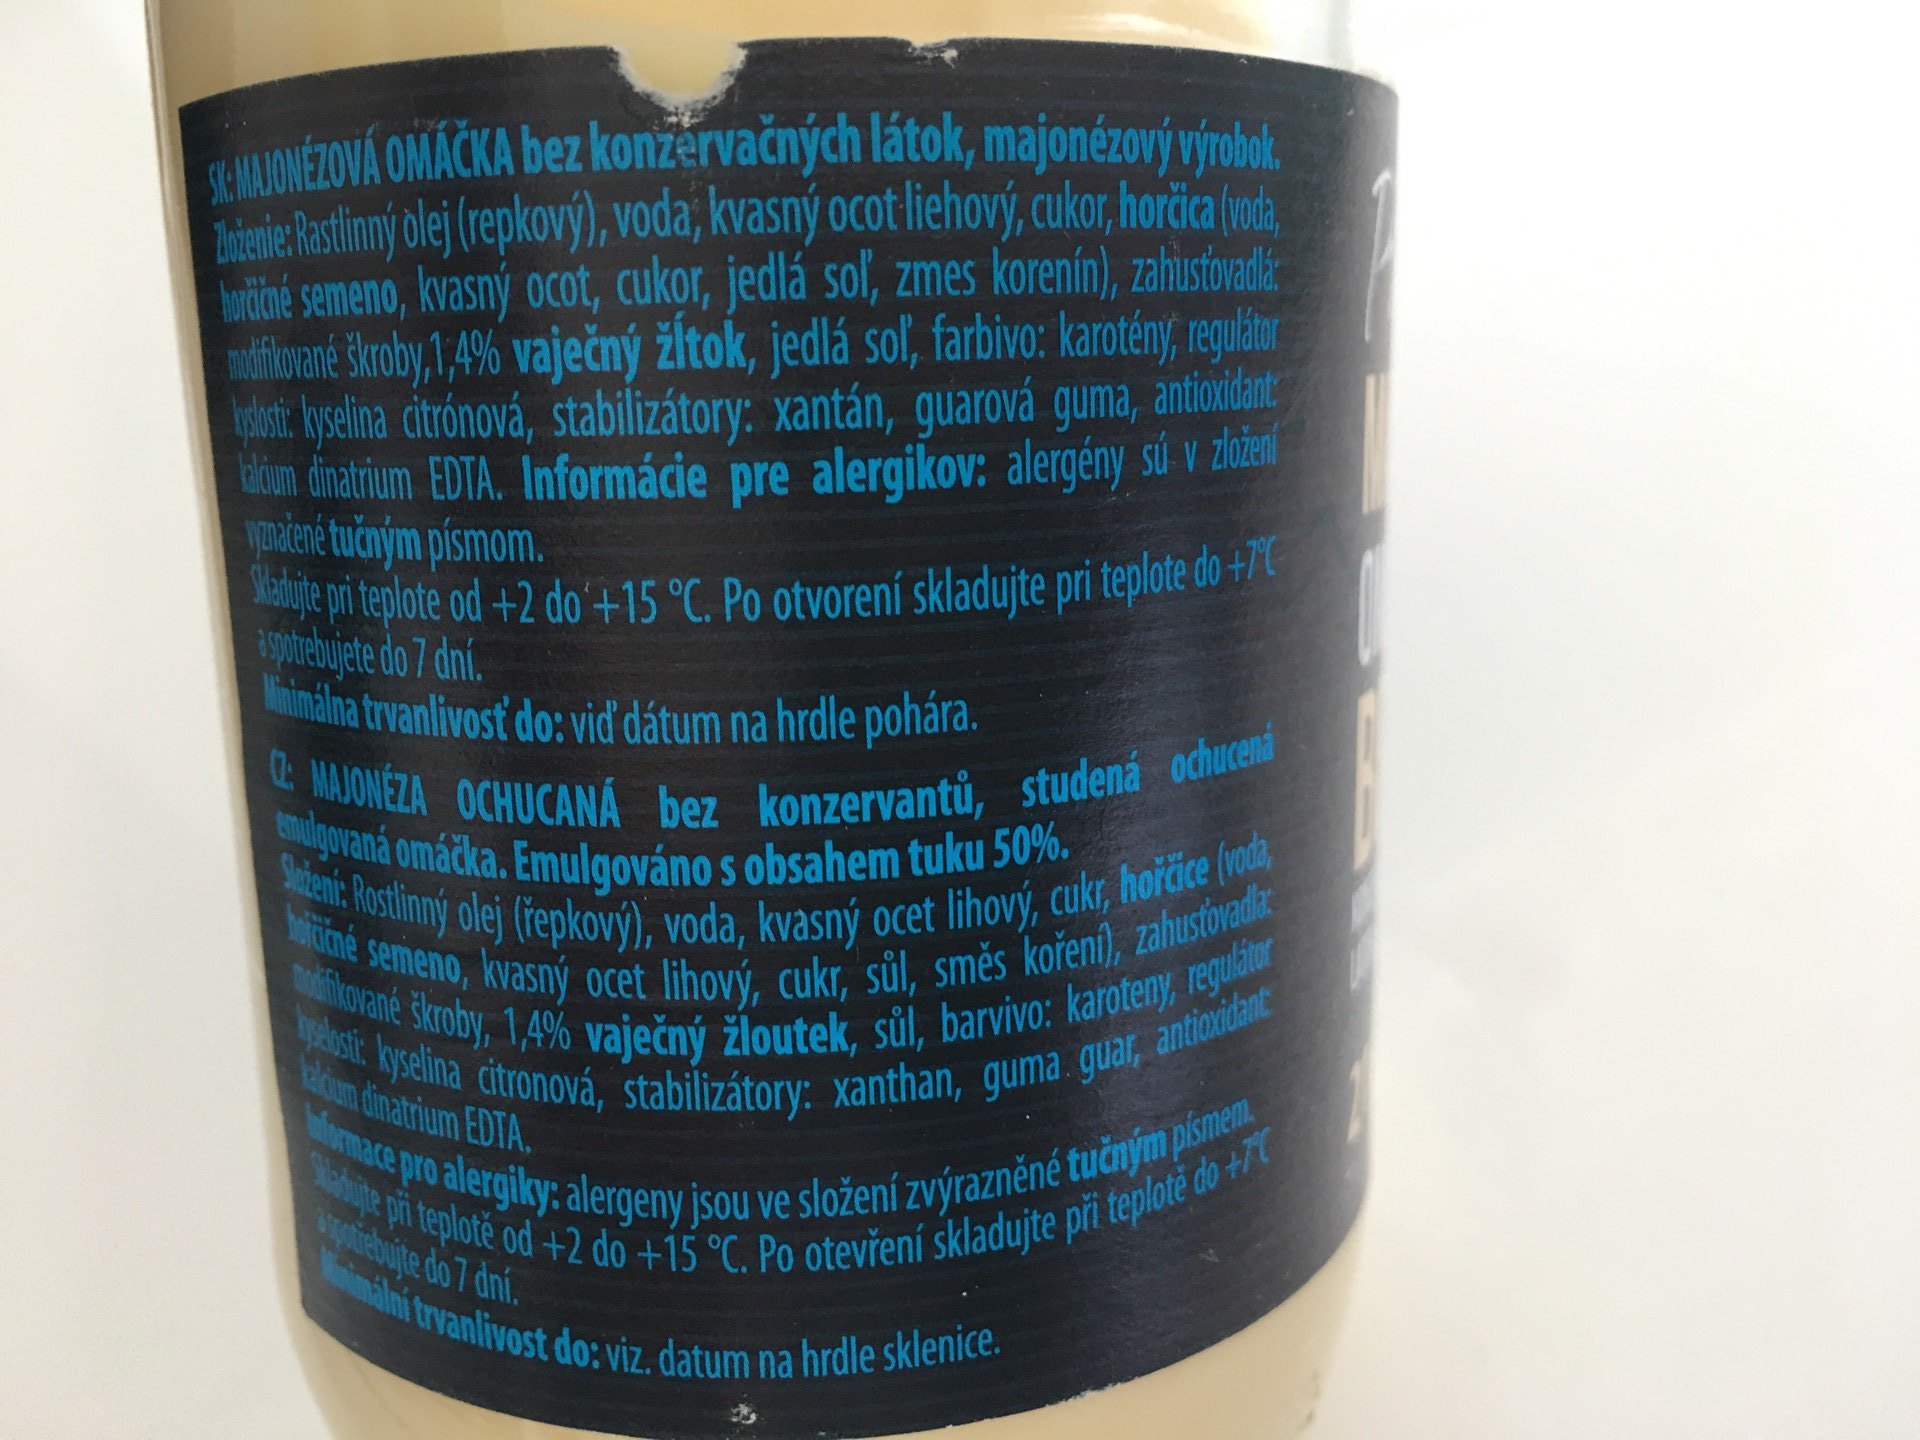 SK: MAJONÉZOVÁ OMÁČKA bez konzervačných látok, majonézový výrobok.
Zloženie: Rastlinný olej (repkový), voda, kvasný ocot liehový, cukor, horčica (voda,
horčičné semeno, kvasný ocot, cukor, jedlá soľ, zmes korenín), zahusťovadlá:
modifikované škroby,1,4% vaječný žĺtok, jedlá soľ, farbivo: karotény, regulátor
kyslosti: kyselina citrónová, stabilizátory: xantán, guarová guma, antioxidant:
kalcium dinatrium EDTA. Informácie pre alergikov: alergény sú v zložení
vyznačené tučným písmom.
Skladujte pri teplote od +2 do +15 °C. Po otvorení skladujte pri teplote do +7°C
a spotrebujete do 7 dní.
Minimálna trvanlivosť do: viď dátum na hrdle pohára.
CZ: MAJONÉZA OCHUCANÁ bez konzervantů, studená ochucená
emulgovaná omáčka. Emulgováno s obsahem tuku 50%.
Složení: Rostlinný olej (řepkový), voda, kvasný ocet lihový, cukr, hořčice (voda,
hořčičné semeno, kvasný ocet lihový, cukr, sůl, směs koření), zahusťovadla:
modifikované škroby, 1,4% vaječný žloutek, sůl, barvivo: karoteny, regulátor
kyselosti: kyselina citronová, stabilizátory: xanthan, guma guar, antioxidant:
kalcium dinatrium EDTA.
Informace pro alergiky: alergeny jsou ve složení zvýrazněné tučným písmem.
Skladujte při teplotě od +2 do +15 °C. Po otevření skladujte při teplotě do +7°C
a spotřebujte do 7 dní.
Minimální trvanlivost do: viz. datum na hrdle sklenice.